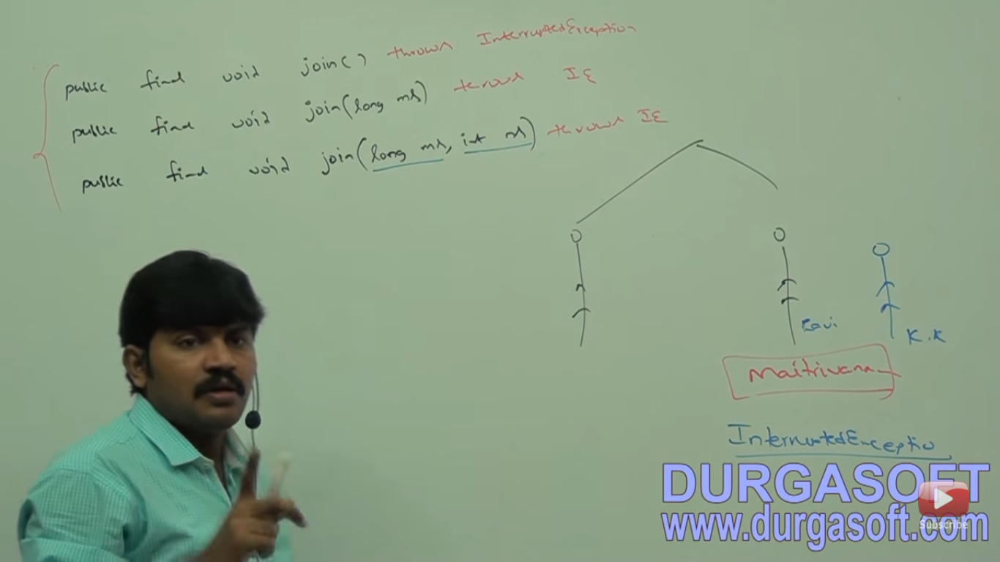 public final void join() throws InterruptedException
public final void join(long ms) throws IE
public final void join(long ms, int ns) throws IE
Ravi
K.K
Maitrivanam
InterruptedExceptio
DURGASOFT
www.durgasoft.com
Subscribe